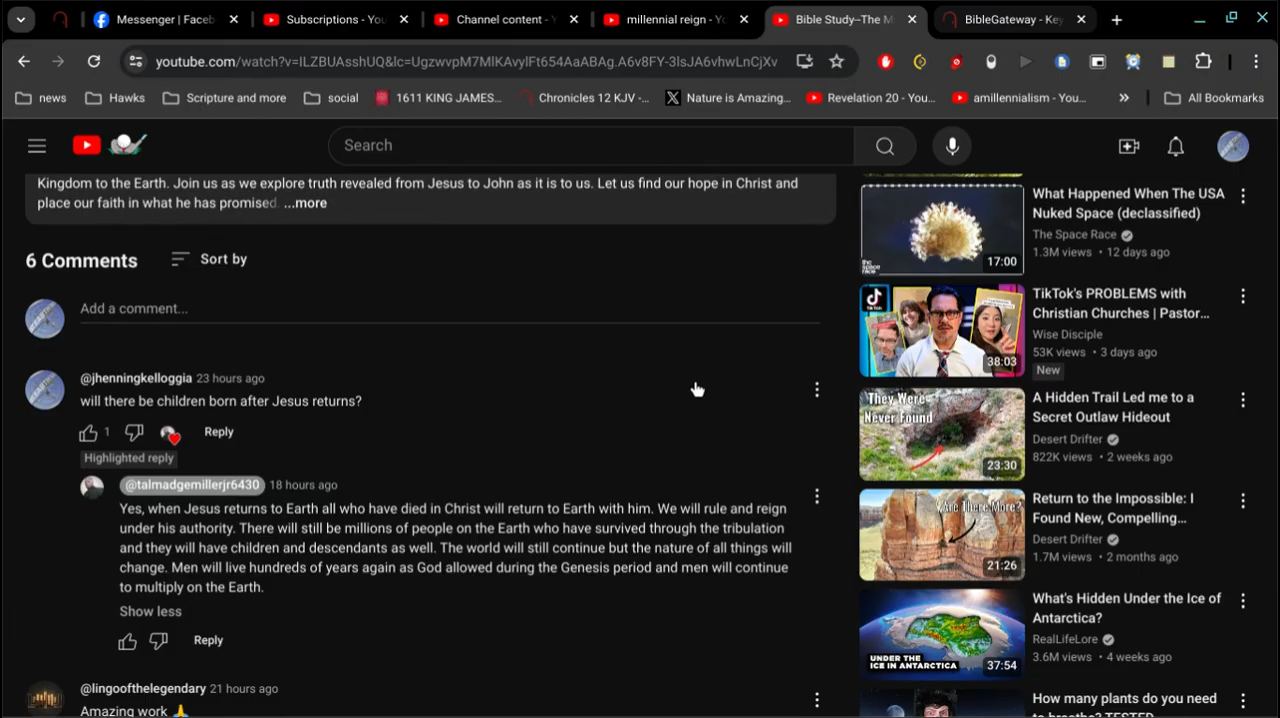 Messenger | Faceb
Subscriptions - You
Channel content - 
millennial reign - Yo
Bible Study–The M
BibleGateway - Key
youtube.com/watch?v=ILZBUAsshUQ&lc=UgzwvpM7MlKAvylFt654AaABAg.A6v8FY-3lsJA6vhwLnCjXv
news
Hawks
Scripture and more
social
1611 KING JAMES...
Chronicles 12 KJV -...
Nature is Amazing...
Revelation 20 - You...
amillennialism - You...
All Bookmarks
Search
Kingdom to the Earth. Join us as we explore truth revealed from Jesus to John as it is to us. Let us find our hope in Christ and
place our faith in what he has promised. ...more
6 Comments
Sort by
Add a comment...
@jhenningkelloggia 23 hours ago
will there be children born after Jesus returns?
1
Reply
Highlighted reply
@talmadgemillerjr6430 18 hours ago
Yes, when Jesus returns to Earth all who have died in Christ will return to Earth with him. We will rule and reign
under his authority. There will still be millions of people on the Earth who have survived through the tribulation
and they will have children and descendants as well. The world will still continue but the nature of all things will
change. Men will live hundreds of years again as God allowed during the Genesis period and men will continue
to multiply on the Earth.
Show less
Reply
@lingoofthelegendary 21 hours ago
Amazing work 🙏
the
space
race
17:00
What Happened When The USA
Nuked Space (declassified)
The Space Race
1.3M views • 12 days ago
38:03
TikTok's PROBLEMS with
Christian Churches | Pastor...
Wise Disciple
53K views • 3 days ago
New
They Were
Never Found
23:30
A Hidden Trail Led me to a
Secret Outlaw Hideout
Desert Drifter
822K views • 2 weeks ago
Are There More?
21:26
Return to the Impossible: I
Found New, Compelling...
Desert Drifter
1.7M views • 2 months ago
UNDER THE
ICE IN ANTARCTICA
37:54
What's Hidden Under the Ice of
Antarctica?
RealLifeLore
3.6M views • 4 weeks ago
How many plants do you need
to breathe? TESTED